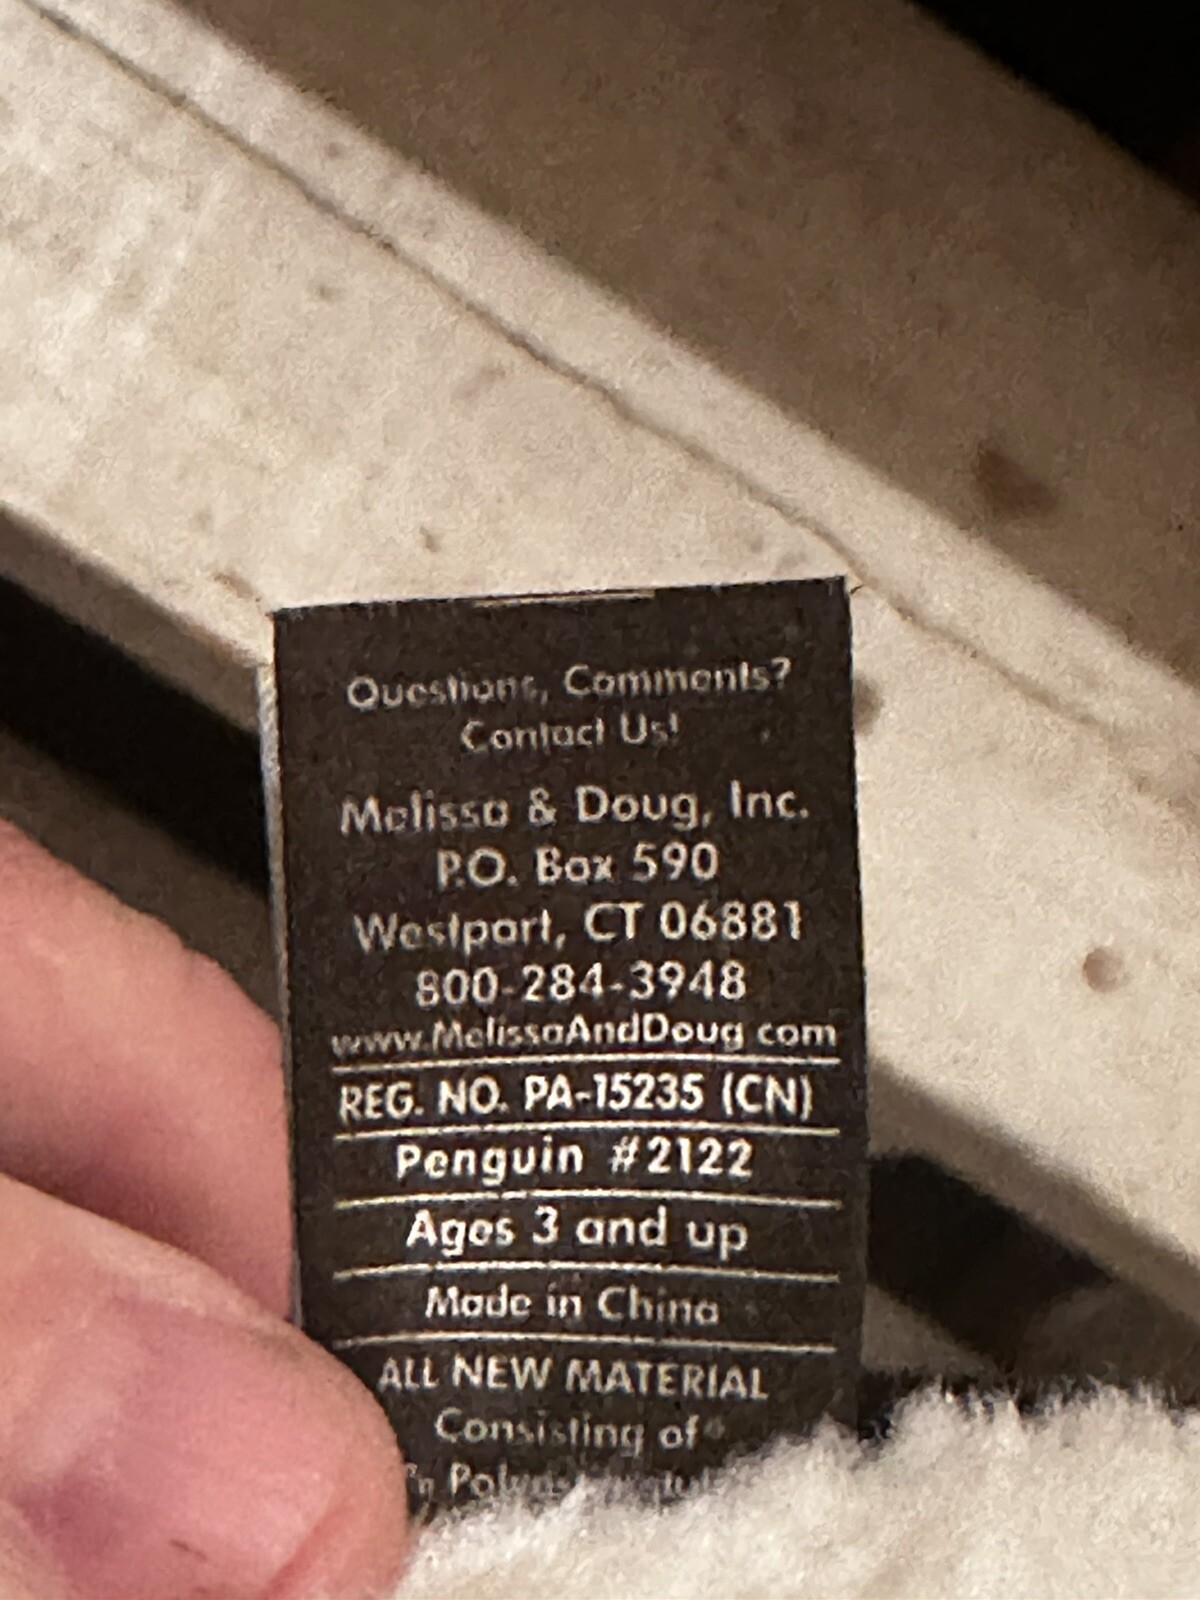 Questions, Comments?
Contact Us!
Melissa & Doug, Inc.
P.O. Box 590
Westport, CT 06881
800-284-3948
www.MelissaAndDoug.com
REG. NO. PA-15235 (CN)
Penguin #2122
Ages 3 and up
Made in China
ALL NEW MATERIAL
Consisting of